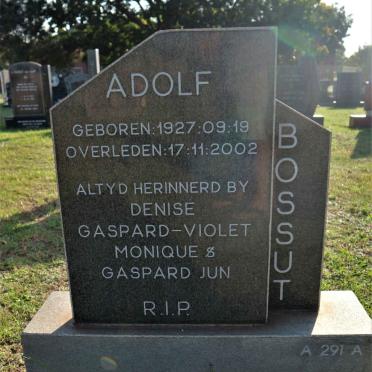 ADOLF
GEBOREN:1927:09:19
OVERLEDEN:17:11:2002
ALTYD HERINNERD BY
DENISE
GASPARD-VIOLET
MONIQUE &
GASPARD JUN
R.I.P.
BOSSUT
A 291 A